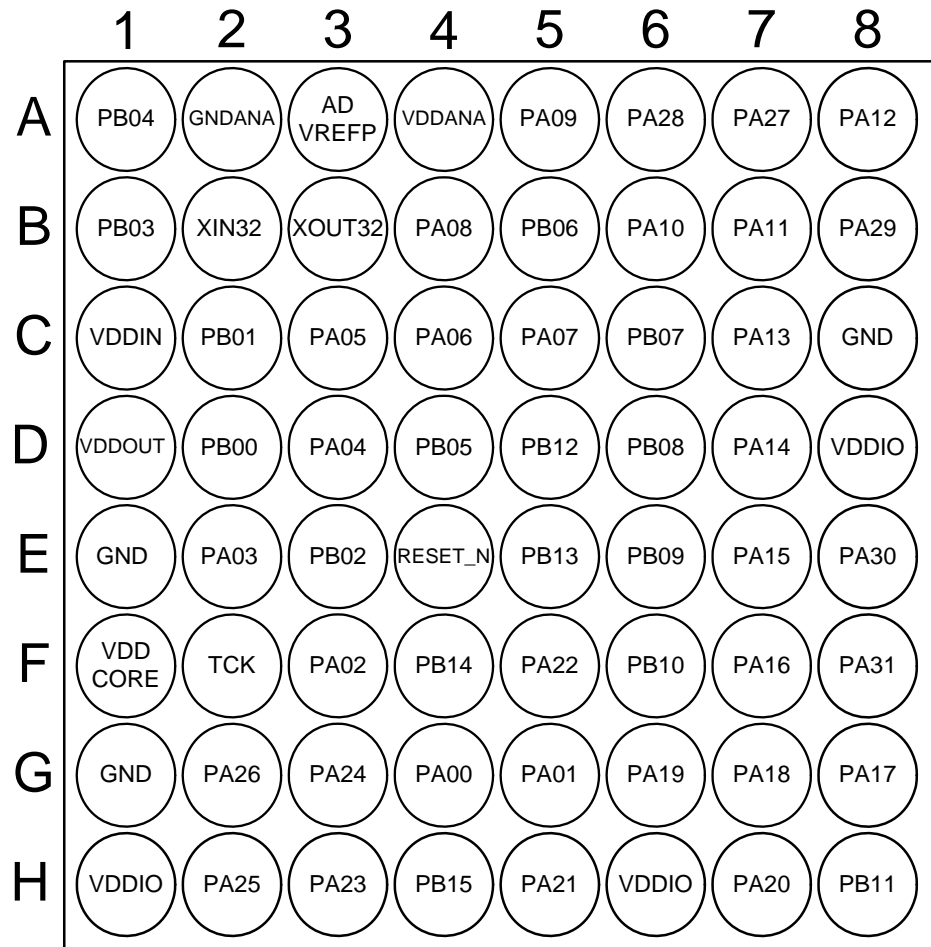 1 2 3 4 5 6 7 8
A PB04 GNDANA AD VREFP VDDANA PA09 PA28 PA27 PA12
B PB03 XIN32 XOUT32 PA08 PB06 PA10 PA11 PA29
C VDDIN PB01 PA05 PA06 PA07 PB07 PA13 GND
D VDDOUT PB00 PA04 PB05 PB12 PB08 PA14 VDDIO
E GND PA03 PB02 RESET_N PB13 PB09 PA15 PA30
F VDD CORE TCK PA02 PB14 PA22 PB10 PA16 PA31
G GND PA26 PA24 PA00 PA01 PA19 PA18 PA17
H VDDIO PA25 PA23 PB15 PA21 VDDIO PA20 PB11